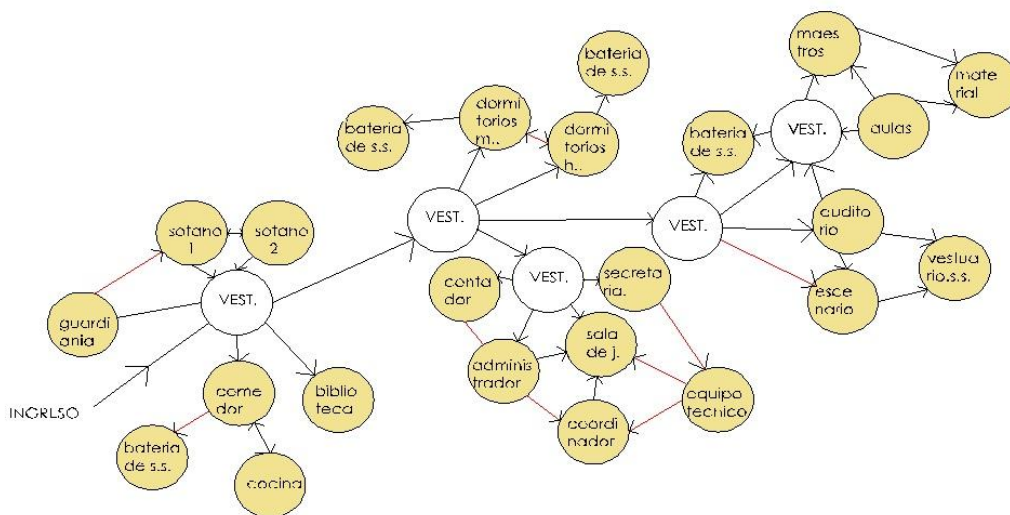 maes
tros
mate
rial
VEST.
aulas
bateria
de s.s.
bateria
de s.s.
dormi
torios
m..
dormi
torios
h..
bateria
de s.s.
VEST.
VEST.
audito
rio
vestua
rio.s.s.
esce
nario
sotano
1
sotano
2
VEST.
guardi
ania
INGRESO
come
dor
biblio
teca
bateria
de s.s.
cocina
VEST.
conta
dor
secreta
ria.
sala
de j.
adminis
trador
coordi
nador
equipo
tecnico